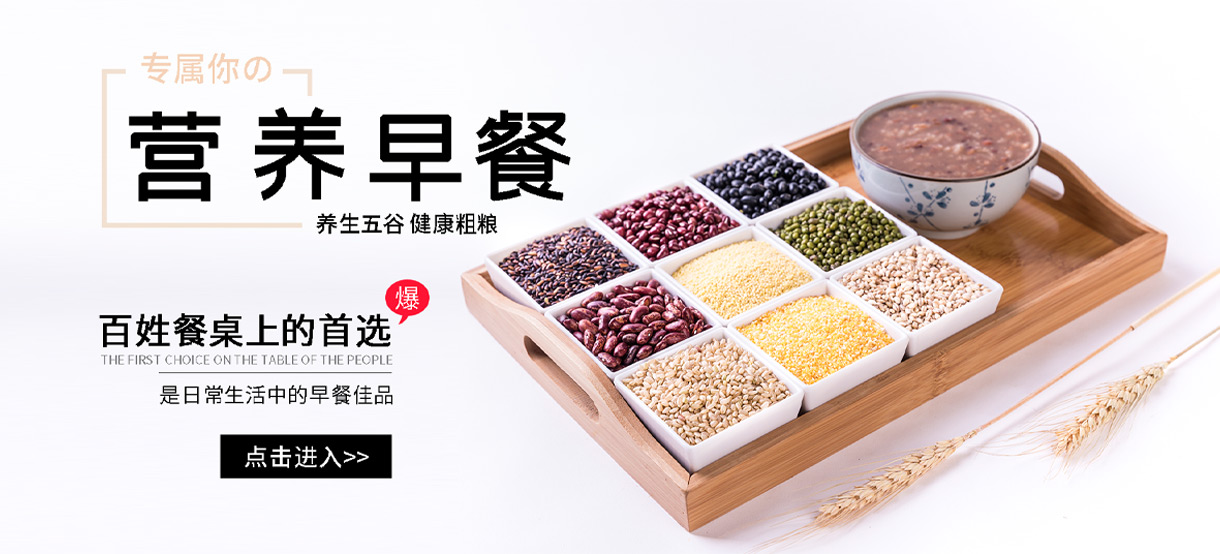 专属你の
营养早餐
养生五谷 健康粗粮
爆
百姓餐桌上的首选
THE FIRST CHOICE ON THE TABLE OF THE PEOPLE
是日常生活中的早餐佳品
点击进入>>